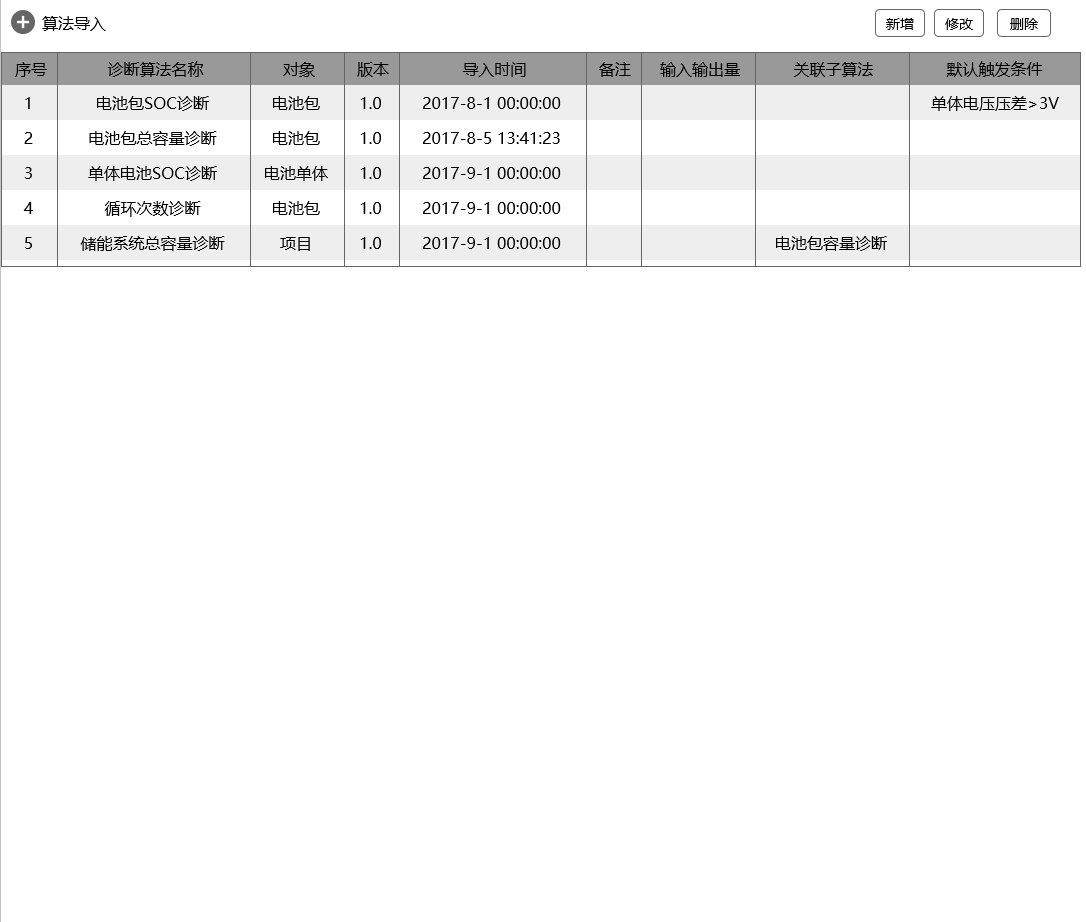 算法导入 新增 修改 删除
序号 诊断算法名称 对象 版本 导入时间 备注 输入输出量 关联子算法 默认触发条件
1 电池包SOC诊断 电池包 1.0 2017-8-1 00:00:00 单体电压压差>3V
2 电池包总容量诊断 电池包 1.0 2017-8-5 13:41:23
3 单体电池SOC诊断 电池单体 1.0 2017-9-1 00:00:00
4 循环次数诊断 电池包 1.0 2017-9-1 00:00:00
5 储能系统总容量诊断 项目 1.0 2017-9-1 00:00:00 电池包容量诊断